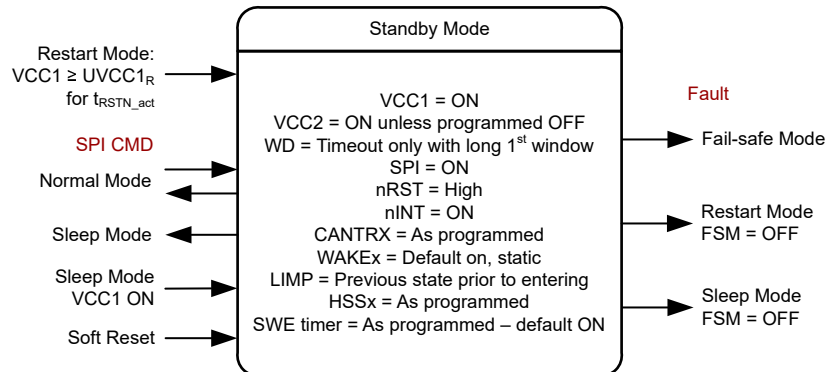 Standby Mode
Restart Mode:
VCC1 ≥ UVCC1R
for tRSTN_act
SPI CMD
Normal Mode
Sleep Mode
Sleep Mode
VCC1 ON
Soft Reset
VCC1 = ON
VCC2 = ON unless programmed OFF
WD = Timeout only with long 1st window
SPI = ON
nRST = High
nINT = ON
CANTRX = As programmed
WAKEx = Default on, static
LIMP = Previous state prior to entering
HSSx = As programmed
SWE timer = As programmed – default ON
Fault
Fail-safe Mode
Restart Mode
FSM = OFF
Sleep Mode
FSM = OFF